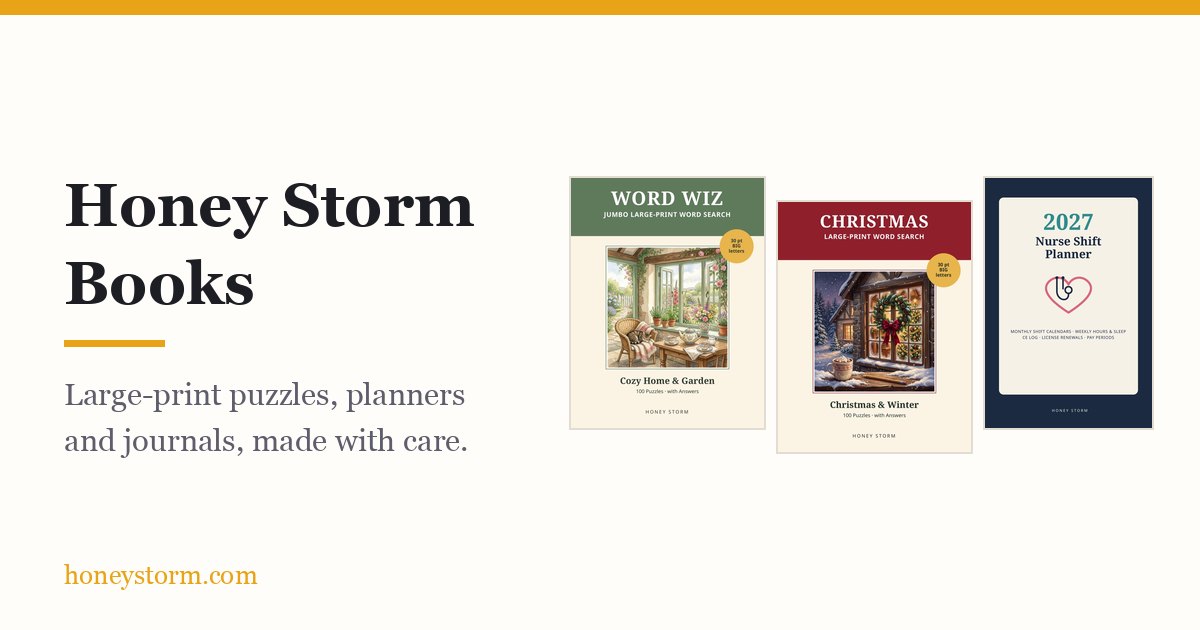 Honey Storm
Books
Large-print puzzles, planners
and journals, made with care.
honeystorm.com
WORD WIZ
JUMBO LARGE-PRINT WORD SEARCH
30 pt
BIG
letters
Cozy Home & Garden
100 Puzzles · with Answers
HONEY STORM
CHRISTMAS
LARGE-PRINT WORD SEARCH
30 pt
BIG
letters
Christmas & Winter
100 Puzzles · with Answers
HONEY STORM
2027
Nurse Shift
Planner
MONTHLY SHIFT CALENDARS · WEEKLY HOURS & SLEEP
DE LOG · LICENSE RENEWALS · PAY PERIODS
HONEY STORM